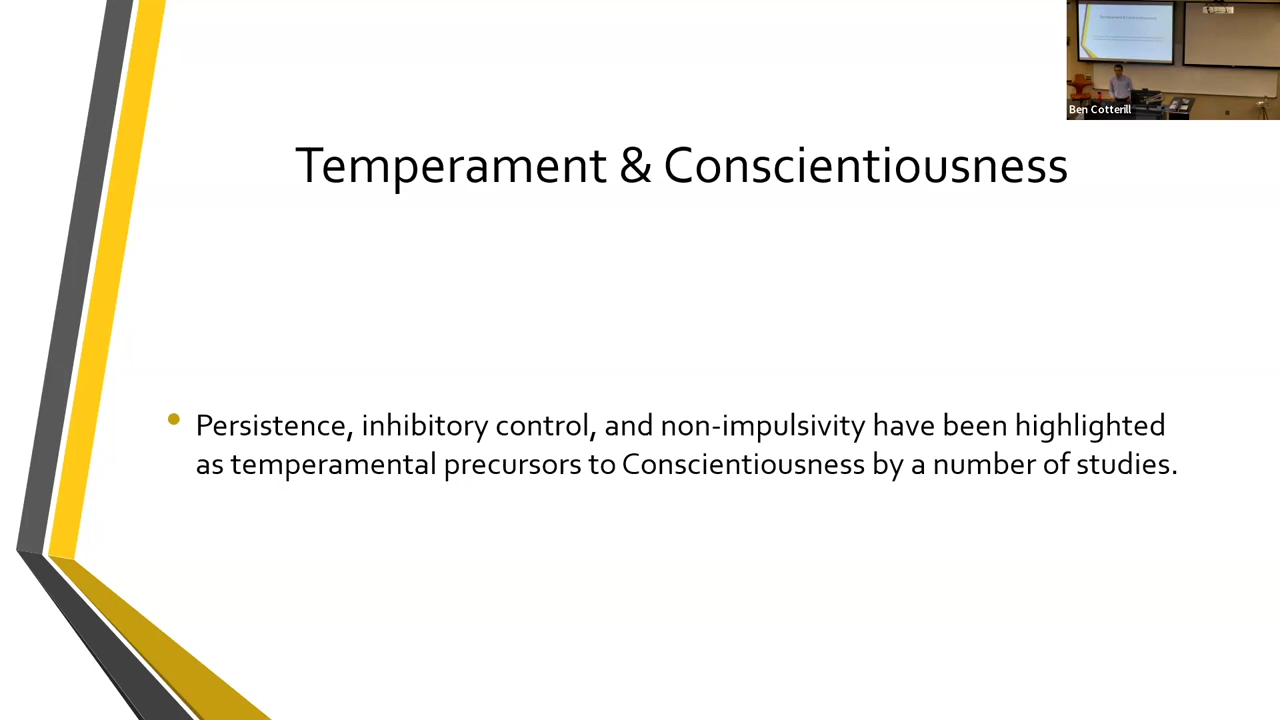 Ben Cotterill
Temperament & Conscientiousness
Persistence, inhibitory control, and non-impulsivity have been highlighted
as temperamental precursors to Conscientiousness by a number of studies.